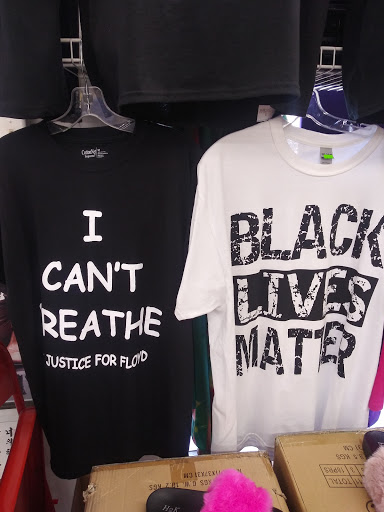 I
CAN'T
BREATHE
JUSTICE FOR FLOYD
BLACK
LIVES
MATTER
H&K